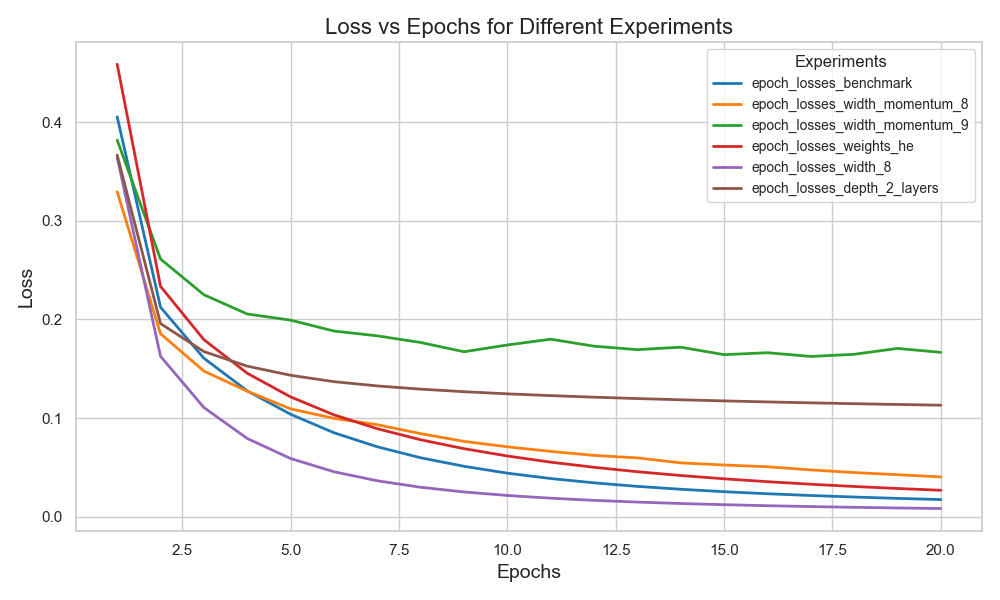 Loss vs Epochs for Different Experiments
Experiments
epoch_losses_benchmark
epoch_losses_width_momentum_8
epoch_losses_width_momentum_9
epoch_losses_weights_he
epoch_losses_width_8
epoch_losses_depth_2_layers
Loss
0.4
0.3
0.2
0.1
0.0
2.5 5.0 7.5 10.0 12.5 15.0 17.5 20.0
Epochs